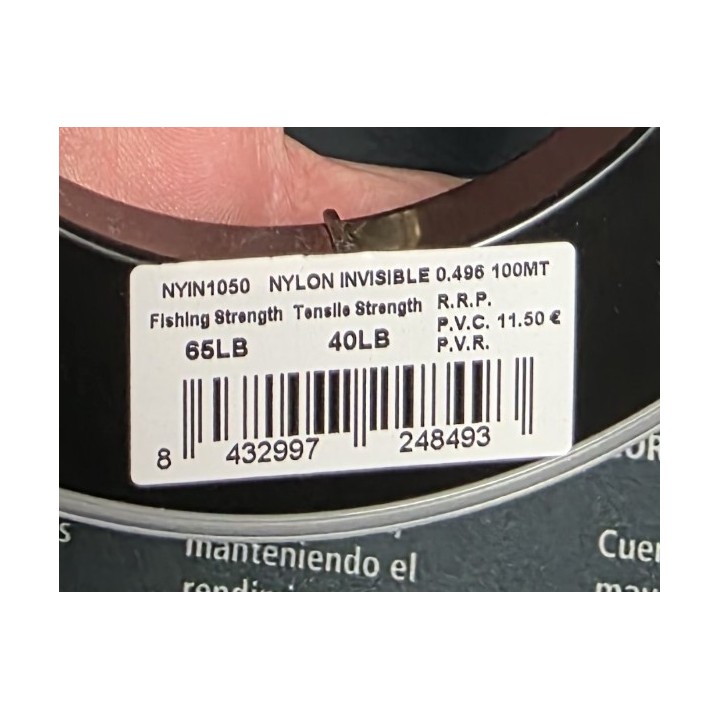 NYIN1050 NYLON INVISIBLE 0.496 100MT
Fishing Strength Tensile Strength R.R.P.
65LB 40LB P.V.C. 11.50 €
P.V.R.
8 432997 248493
manteniendo el